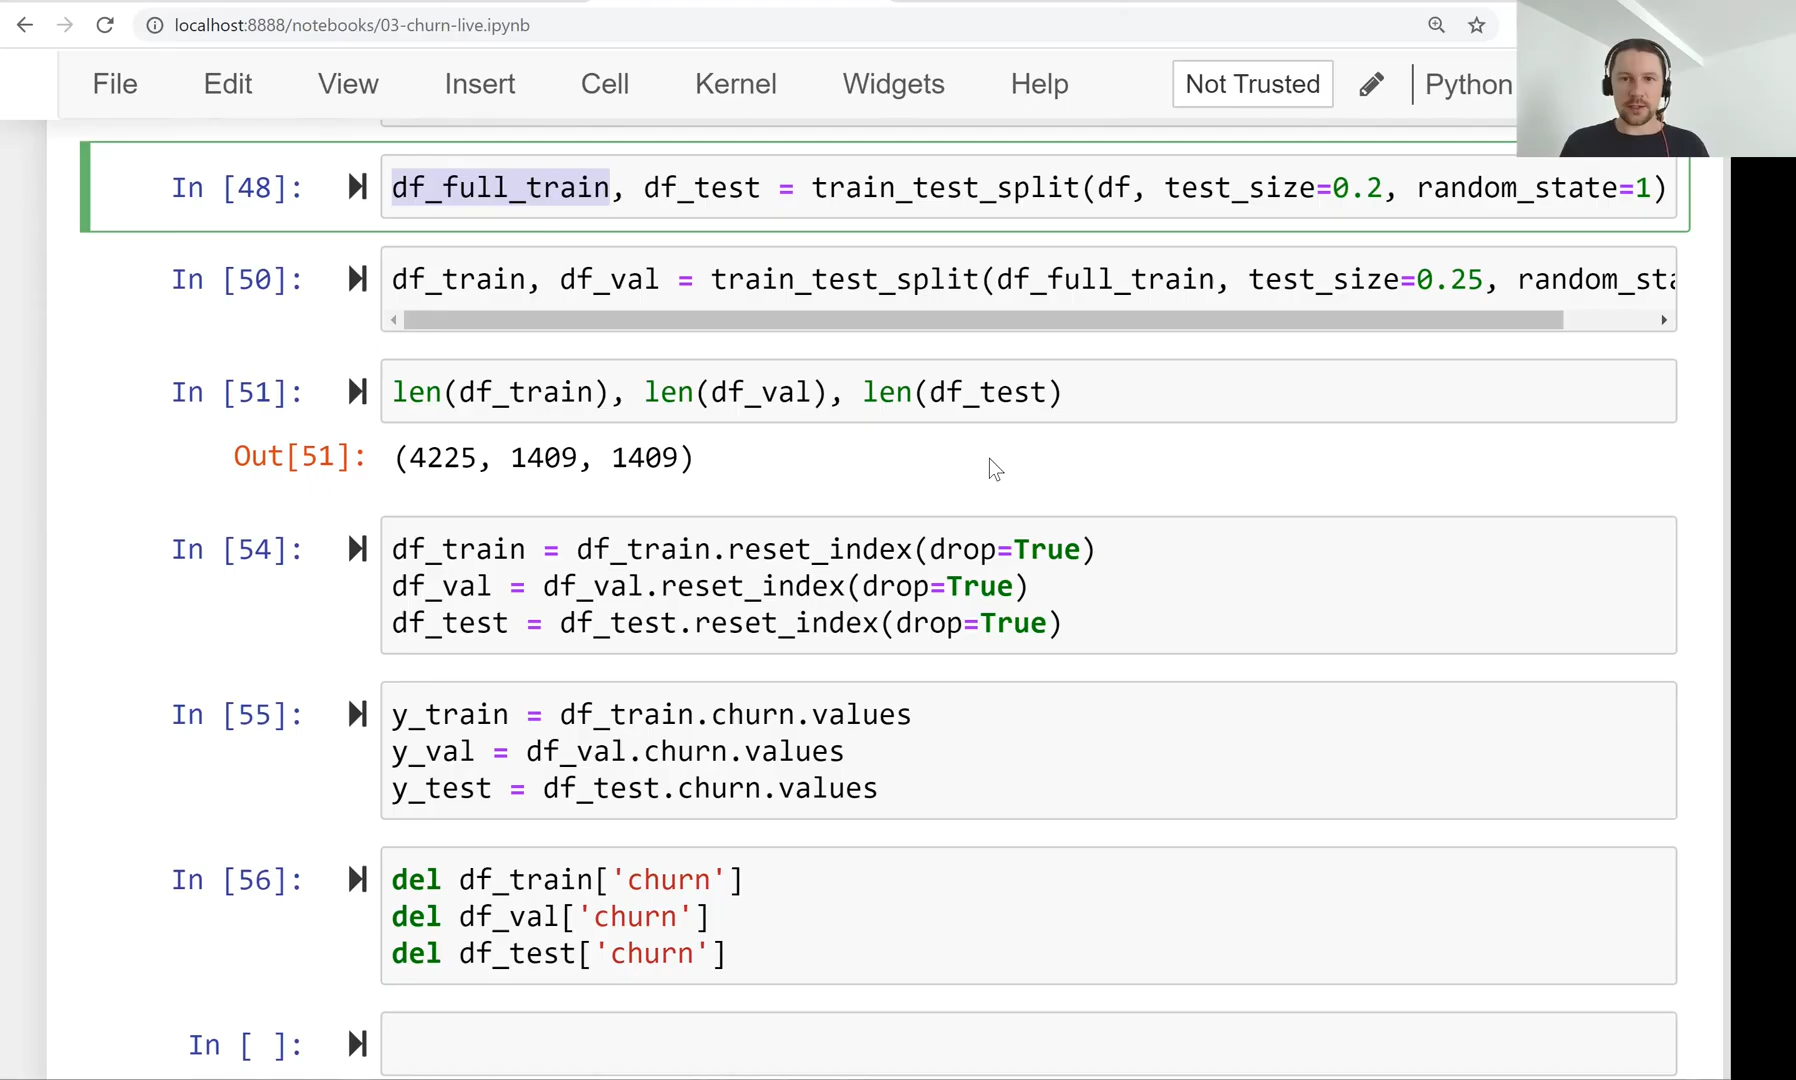 localhost:8888/notebooks/03-churn-live.ipynb
File Edit View Insert Cell Kernel Widgets Help Not Trusted Python
In [48]: df_full_train, df_test = train_test_split(df, test_size=0.2, random_state=1)
In [50]: df_train, df_val = train_test_split(df_full_train, test_size=0.25, random_sta
In [51]: len(df_train), len(df_val), len(df_test)
Out[51]: (4225, 1409, 1409)
In [54]: df_train = df_train.reset_index(drop=True)
df_val = df_val.reset_index(drop=True)
df_test = df_test.reset_index(drop=True)
In [55]: y_train = df_train.churn.values
y_val = df_val.churn.values
y_test = df_test.churn.values
In [56]: del df_train['churn']
del df_val['churn']
del df_test['churn']
In [ ]: